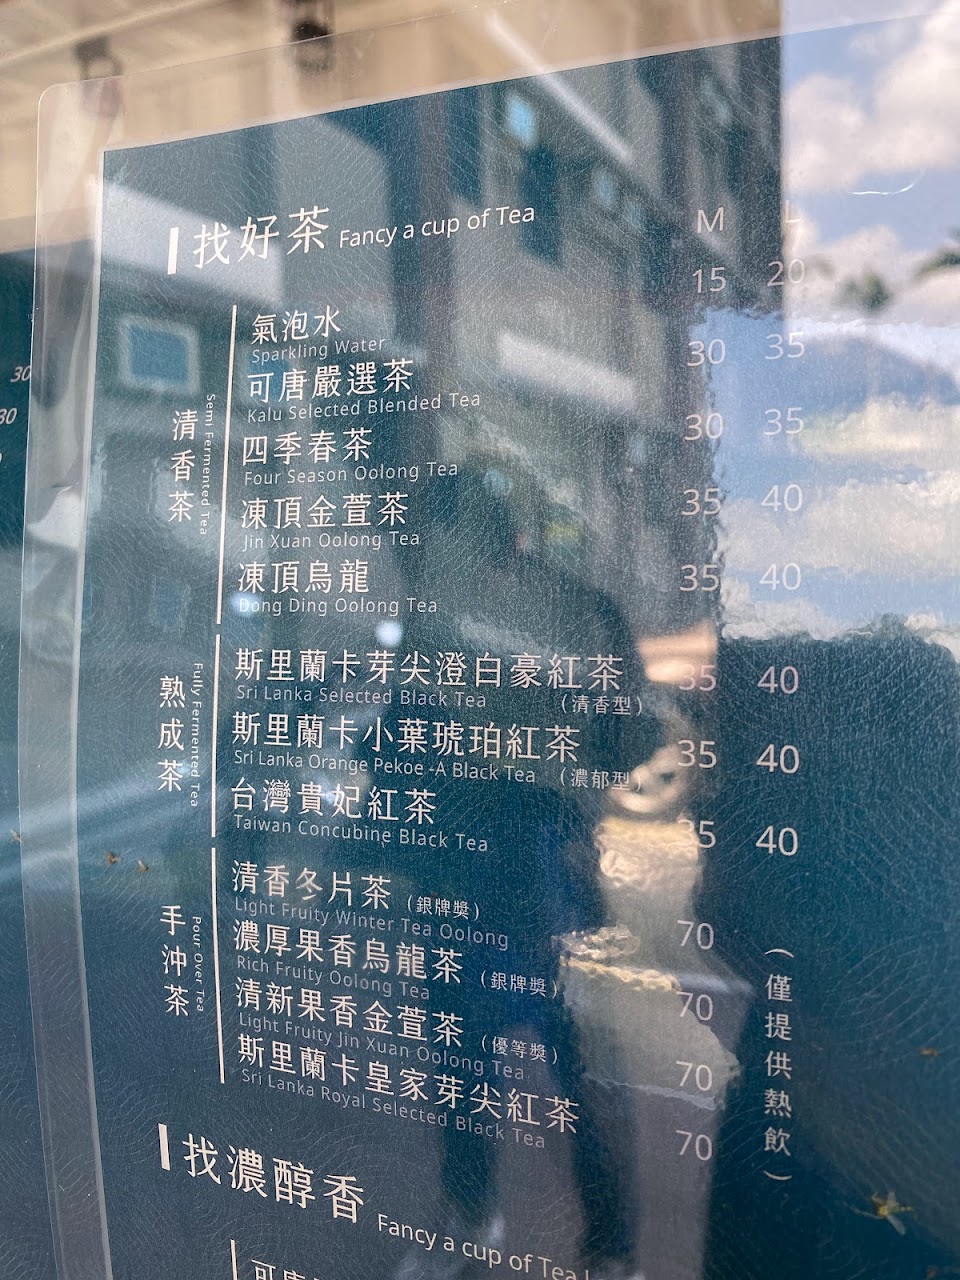 找好茶 Fancy a cup of Tea M L
氣泡水 15 20
Sparkling Water
可唐嚴選茶 30 35
Kalu Selected Blended Tea
四季春茶 30 35
Four Season Oolong Tea
凍頂金萱茶 35 40
Jin Xuan Oolong Tea
凍頂烏龍 35 40
Dong Ding Oolong Tea
清香茶
Semi Fermented Tea
斯里蘭卡芽尖澄白豪紅茶 35 40
Sri Lanka Selected Black Tea (清香型)
斯里蘭卡小葉琥珀紅茶 35 40
Sri Lanka Orange Pekoe -A Black Tea (濃郁型)
台灣貴妃紅茶 35 40
Taiwan Concubine Black Tea
熟成茶
Fully Fermented Tea
清香冬片茶 (銀牌獎) 70
Light Fruity Winter Tea Oolong
濃厚果香烏龍茶 (銀牌獎) 70
Rich Fruity Oolong Tea
清新果香金萱茶 (優等獎) 70
Light Fruity Jin Xuan Oolong Tea
斯里蘭卡皇家芽尖紅茶 70
Sri Lanka Royal Selected Black Tea
手沖茶
Pour Over Tea
(僅提供熱飲)
找濃醇香 Fancy a cup of Tea
可唐
30
30